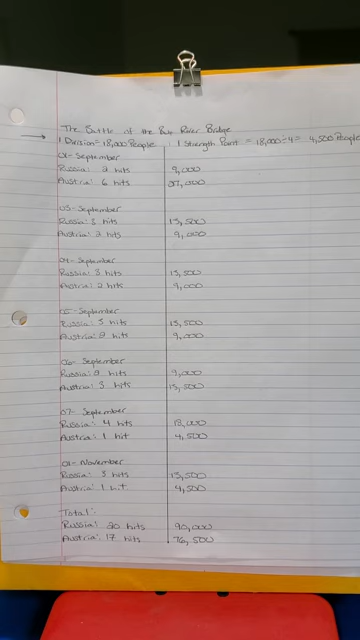 The Battle of the Bug River Bridge
1 Division = 18,000 People 1 Strength Point = 18,000 ÷ 4 = 4,500 People
02- September
Russia: 2 hits 9,000
Austria: 6 hits 27,000
03- September
Russia: 3 hits 13,500
Austria: 2 hits 9,000
04- September
Russia: 3 hits 13,500
Austria: 2 hits 9,000
05- September
Russia: 3 hits 13,500
Austria: 2 hits 9,000
06- September
Russia: 2 hits 9,000
Austria: 3 hits 13,500
07- September
Russia: 4 hits 18,000
Austria: 1 hit 4,500
01- November
Russia: 3 hits 13,500
Austria: 1 hit 4,500
Total:
Russia: 20 hits 90,000
Austria: 17 hits 76,500